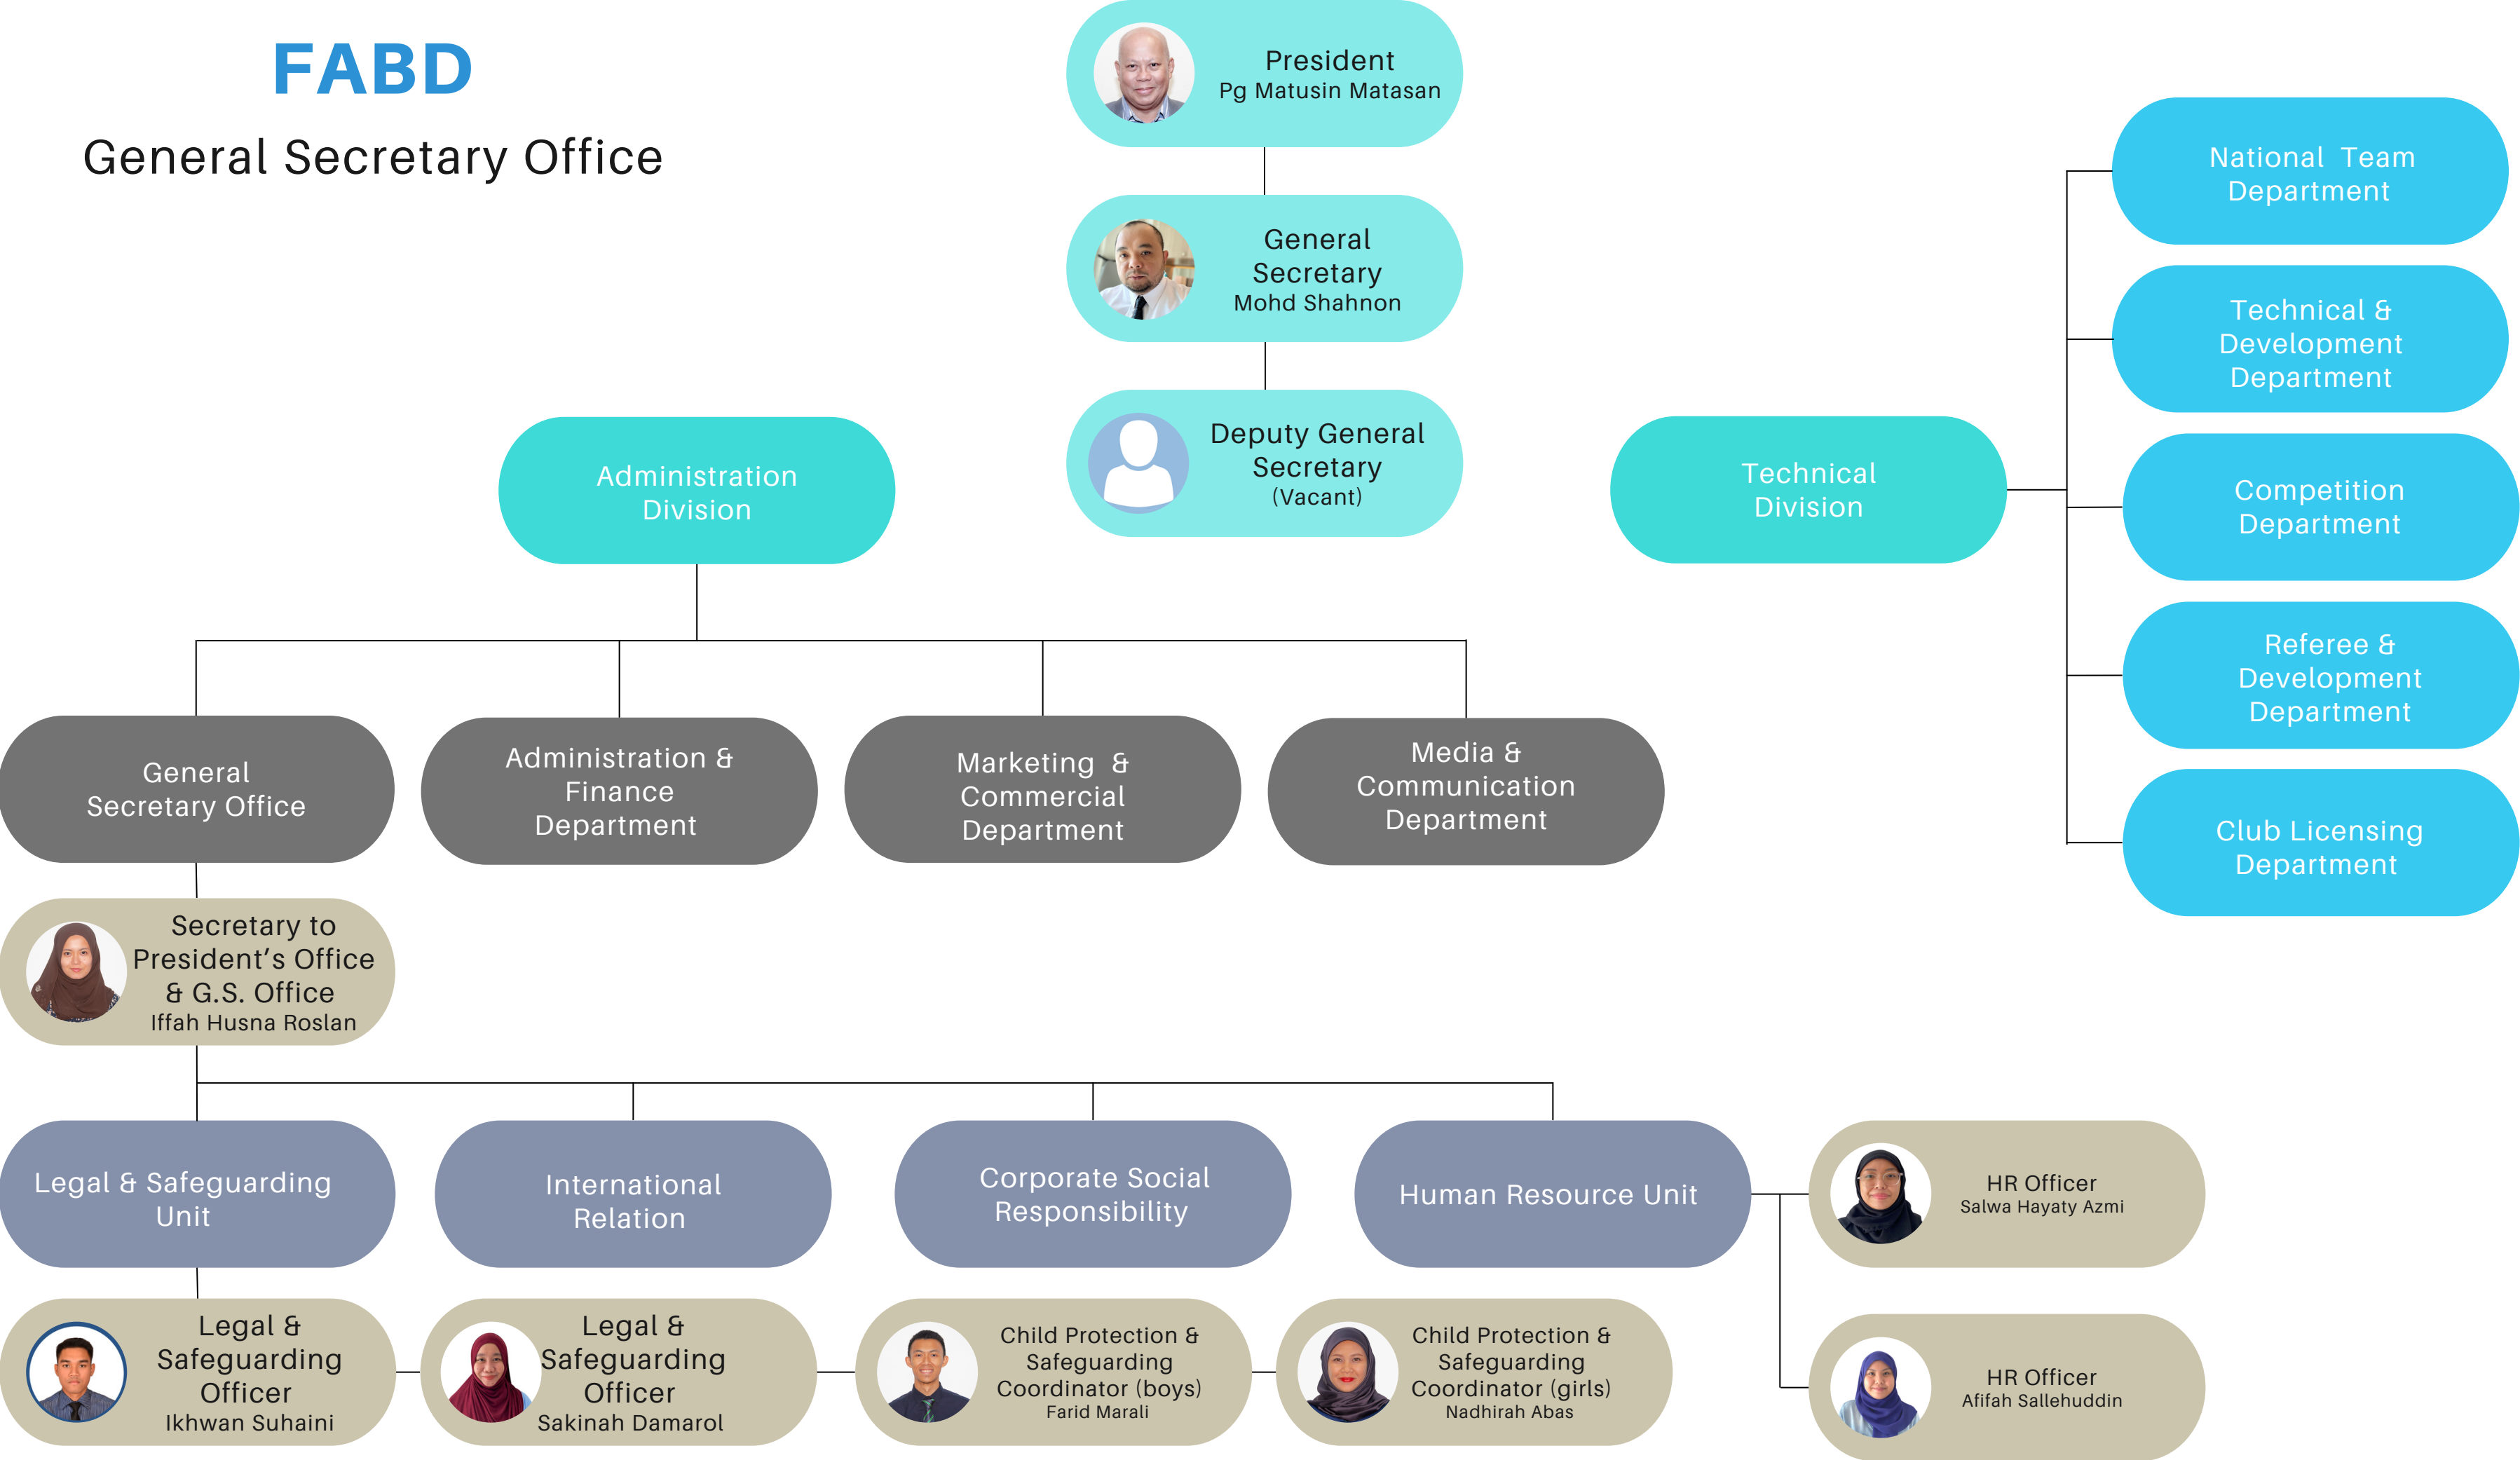 FABD
General Secretary Office
President
Pg Matusin Matasan
General
Secretary
Mohd Shahnon
Deputy General
Secretary
(Vacant)
Administration
Division
Technical
Division
National Team
Department
Technical &
Development
Department
Competition
Department
Referee &
Development
Department
Club Licensing
Department
General
Secretary Office
Administration &
Finance
Department
Marketing &
Commercial
Department
Media &
Communication
Department
Secretary to
President’s Office
& G.S. Office
Iffah Husna Roslan
Legal & Safeguarding
Unit
International
Relation
Corporate Social
Responsibility
Human Resource Unit
HR Officer
Salwa Hayaty Azmi
HR Officer
Afifah Sallehuddin
Legal &
Safeguarding
Officer
Ikhwan Suhaini
Legal &
Safeguarding
Officer
Sakinah Damarol
Child Protection &
Safeguarding
Coordinator (boys)
Farid Marali
Child Protection &
Safeguarding
Coordinator (girls)
Nadhirah Abas